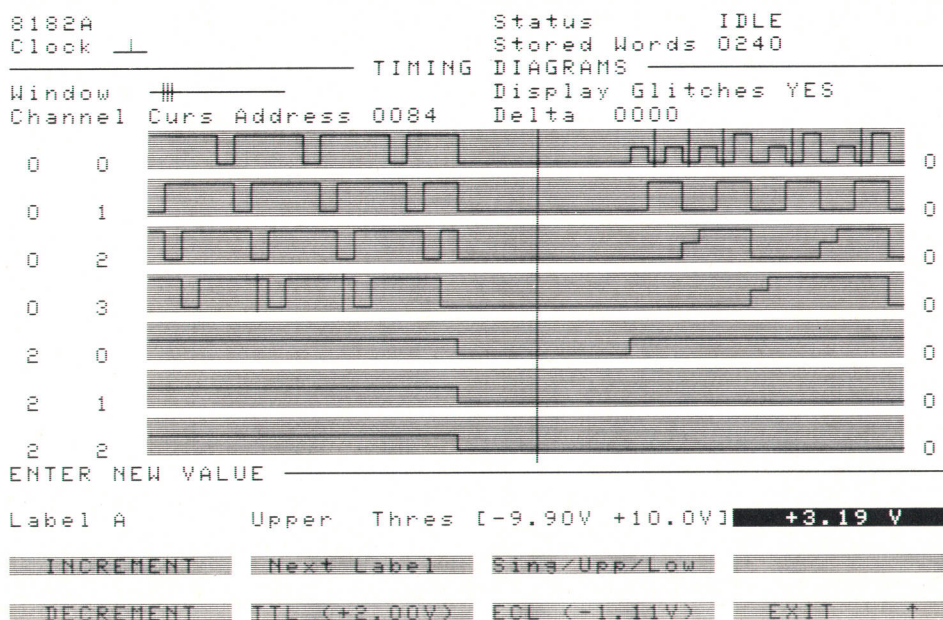 8182A Status IDLE
Clock Stored Words 0240
TIMING DIAGRAMS
Window Display Glitches YES
Channel Curs Address 0084 Delta 0000
0 0 0
0 1 0
0 2 0
0 3 0
2 0 0
2 1 0
2 2 0
ENTER NEW VALUE
Label A Upper Thres [-9.90V +10.0V] +3.19 V
INCREMENT Next Label Sing/Upp/Low
DECREMENT TTL (+2.00V) ECL (-1.11V) EXIT ↑